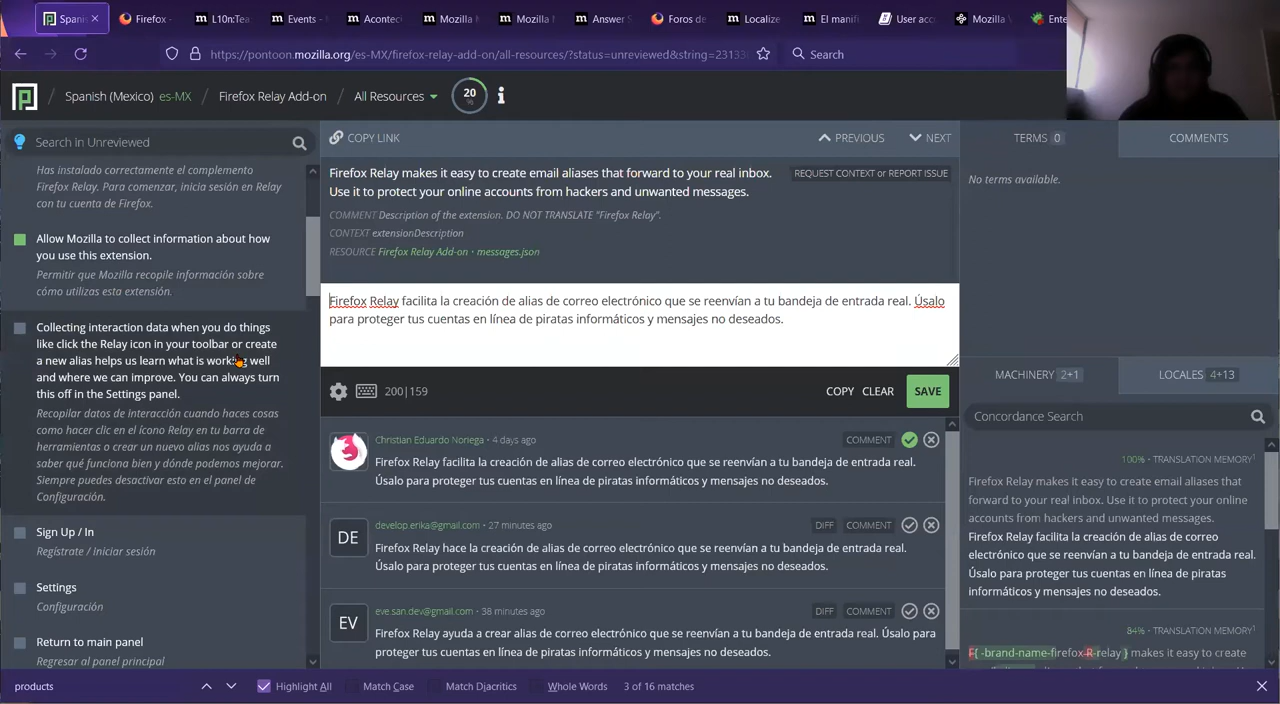 Spani
Firefox -
L10n:Tea
Events -
Aconteci
Mozilla M
Mozilla M
Answer S
Foros de
Localize
El manifi
User acc
Mozilla V
Ente
https://pontoon.mozilla.org/es-MX/firefox-relay-add-on/all-resources/?status=unreviewed&string=23133
Search
Spanish (Mexico) es-MX
Firefox Relay Add-on
All Resources
20
%
Search in Unreviewed
Has instalado correctamente el complemento
Firefox Relay. Para comenzar, inicia sesión en Relay
con tu cuenta de Firefox.
Allow Mozilla to collect information about how
you use this extension.
Permitir que Mozilla recopile información sobre
cómo utilizas esta extensión.
Collecting interaction data when you do things
like click the Relay icon in your toolbar or create
a new alias helps us learn what is working well
and where we can improve. You can always turn
this off in the Settings panel.
Recopilar datos de interacción cuando haces cosas
como hacer clic en el ícono Relay en tu barra de
herramientas o crear un nuevo alias nos ayuda a
saber qué funciona bien y dónde podemos mejorar.
Siempre puedes desactivar esto en el panel de
Configuración.
Sign Up / In
Regístrate / Iniciar sesión
Settings
Configuración
Return to main panel
Regresar al panel principal
COPY LINK
PREVIOUS
NEXT
Firefox Relay makes it easy to create email aliases that forward to your real inbox.
Use it to protect your online accounts from hackers and unwanted messages.
REQUEST CONTEXT or REPORT ISSUE
COMMENT Description of the extension. DO NOT TRANSLATE "Firefox Relay".
CONTEXT extensionDescription
RESOURCE Firefox Relay Add-on • messages.json
Firefox Relay facilita la creación de alias de correo electrónico que se reenvían a tu bandeja de entrada real. Úsalo
para proteger tus cuentas en línea de piratas informáticos y mensajes no deseados.
200|159
COPY
CLEAR
SAVE
Christian Eduardo Noriega • 4 days ago
COMMENT
Firefox Relay facilita la creación de alias de correo electrónico que se reenvían a tu bandeja de entrada real.
Úsalo para proteger tus cuentas en línea de piratas informáticos y mensajes no deseados.
DE
develop.erika@gmail.com • 27 minutes ago
DIFF
COMMENT
Firefox Relay hace la creación de alias de correo electrónico que se reenvían a tu bandeja de entrada real.
Úsalo para proteger tus cuentas en línea de piratas informáticos y mensajes no deseados.
EV
eve.san.dev@gmail.com • 38 minutes ago
DIFF
COMMENT
Firefox Relay ayuda a crear alias de correo electrónico que se reenvían a tu bandeja de entrada real. Úsalo para
proteger tus cuentas en línea de piratas informáticos y mensajes no deseados.
TERMS 0
COMMENTS
No terms available.
MACHINERY 2+1
LOCALES 4+13
Concordance Search
100% • TRANSLATION MEMORY1
Firefox Relay makes it easy to create email aliases that
forward to your real inbox. Use it to protect your online
accounts from hackers and unwanted messages.
Firefox Relay facilita la creación de alias de correo
electrónico que se reenvían a tu bandeja de entrada real.
Úsalo para proteger tus cuentas en línea de piratas
informáticos y mensajes no deseados.
84% • TRANSLATION MEMORY1
F{ -brand-name-firefox-R-relay } makes it easy to create
products
Highlight All
Match Case
Match Diacritics
Whole Words
3 of 16 matches